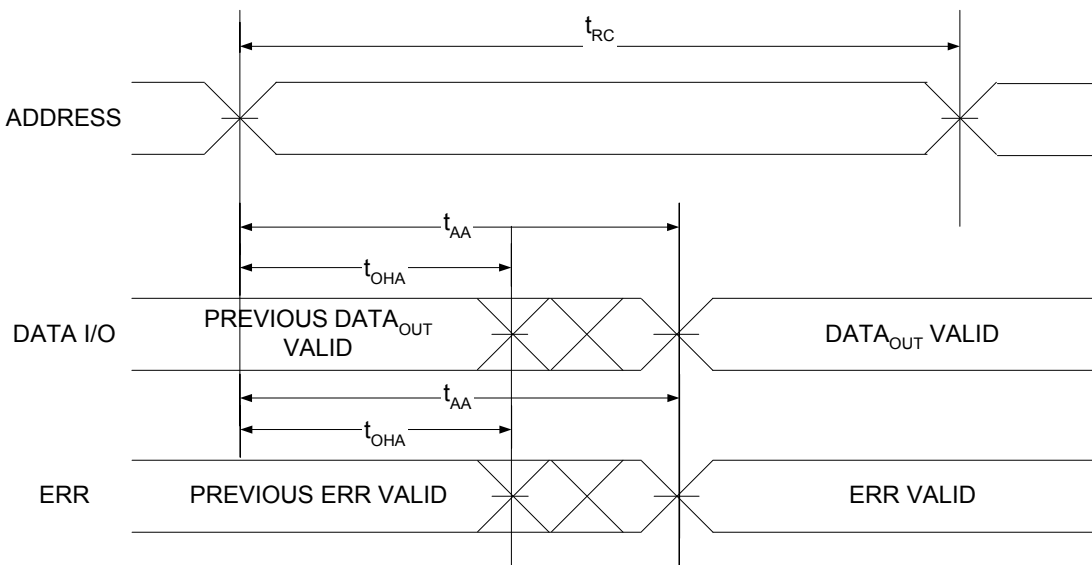 tRC
ADDRESS
tAA
tOHA
DATA I/O
PREVIOUS DATAOUT
VALID
DATAOUT VALID
tAA
tOHA
ERR
PREVIOUS ERR VALID
ERR VALID